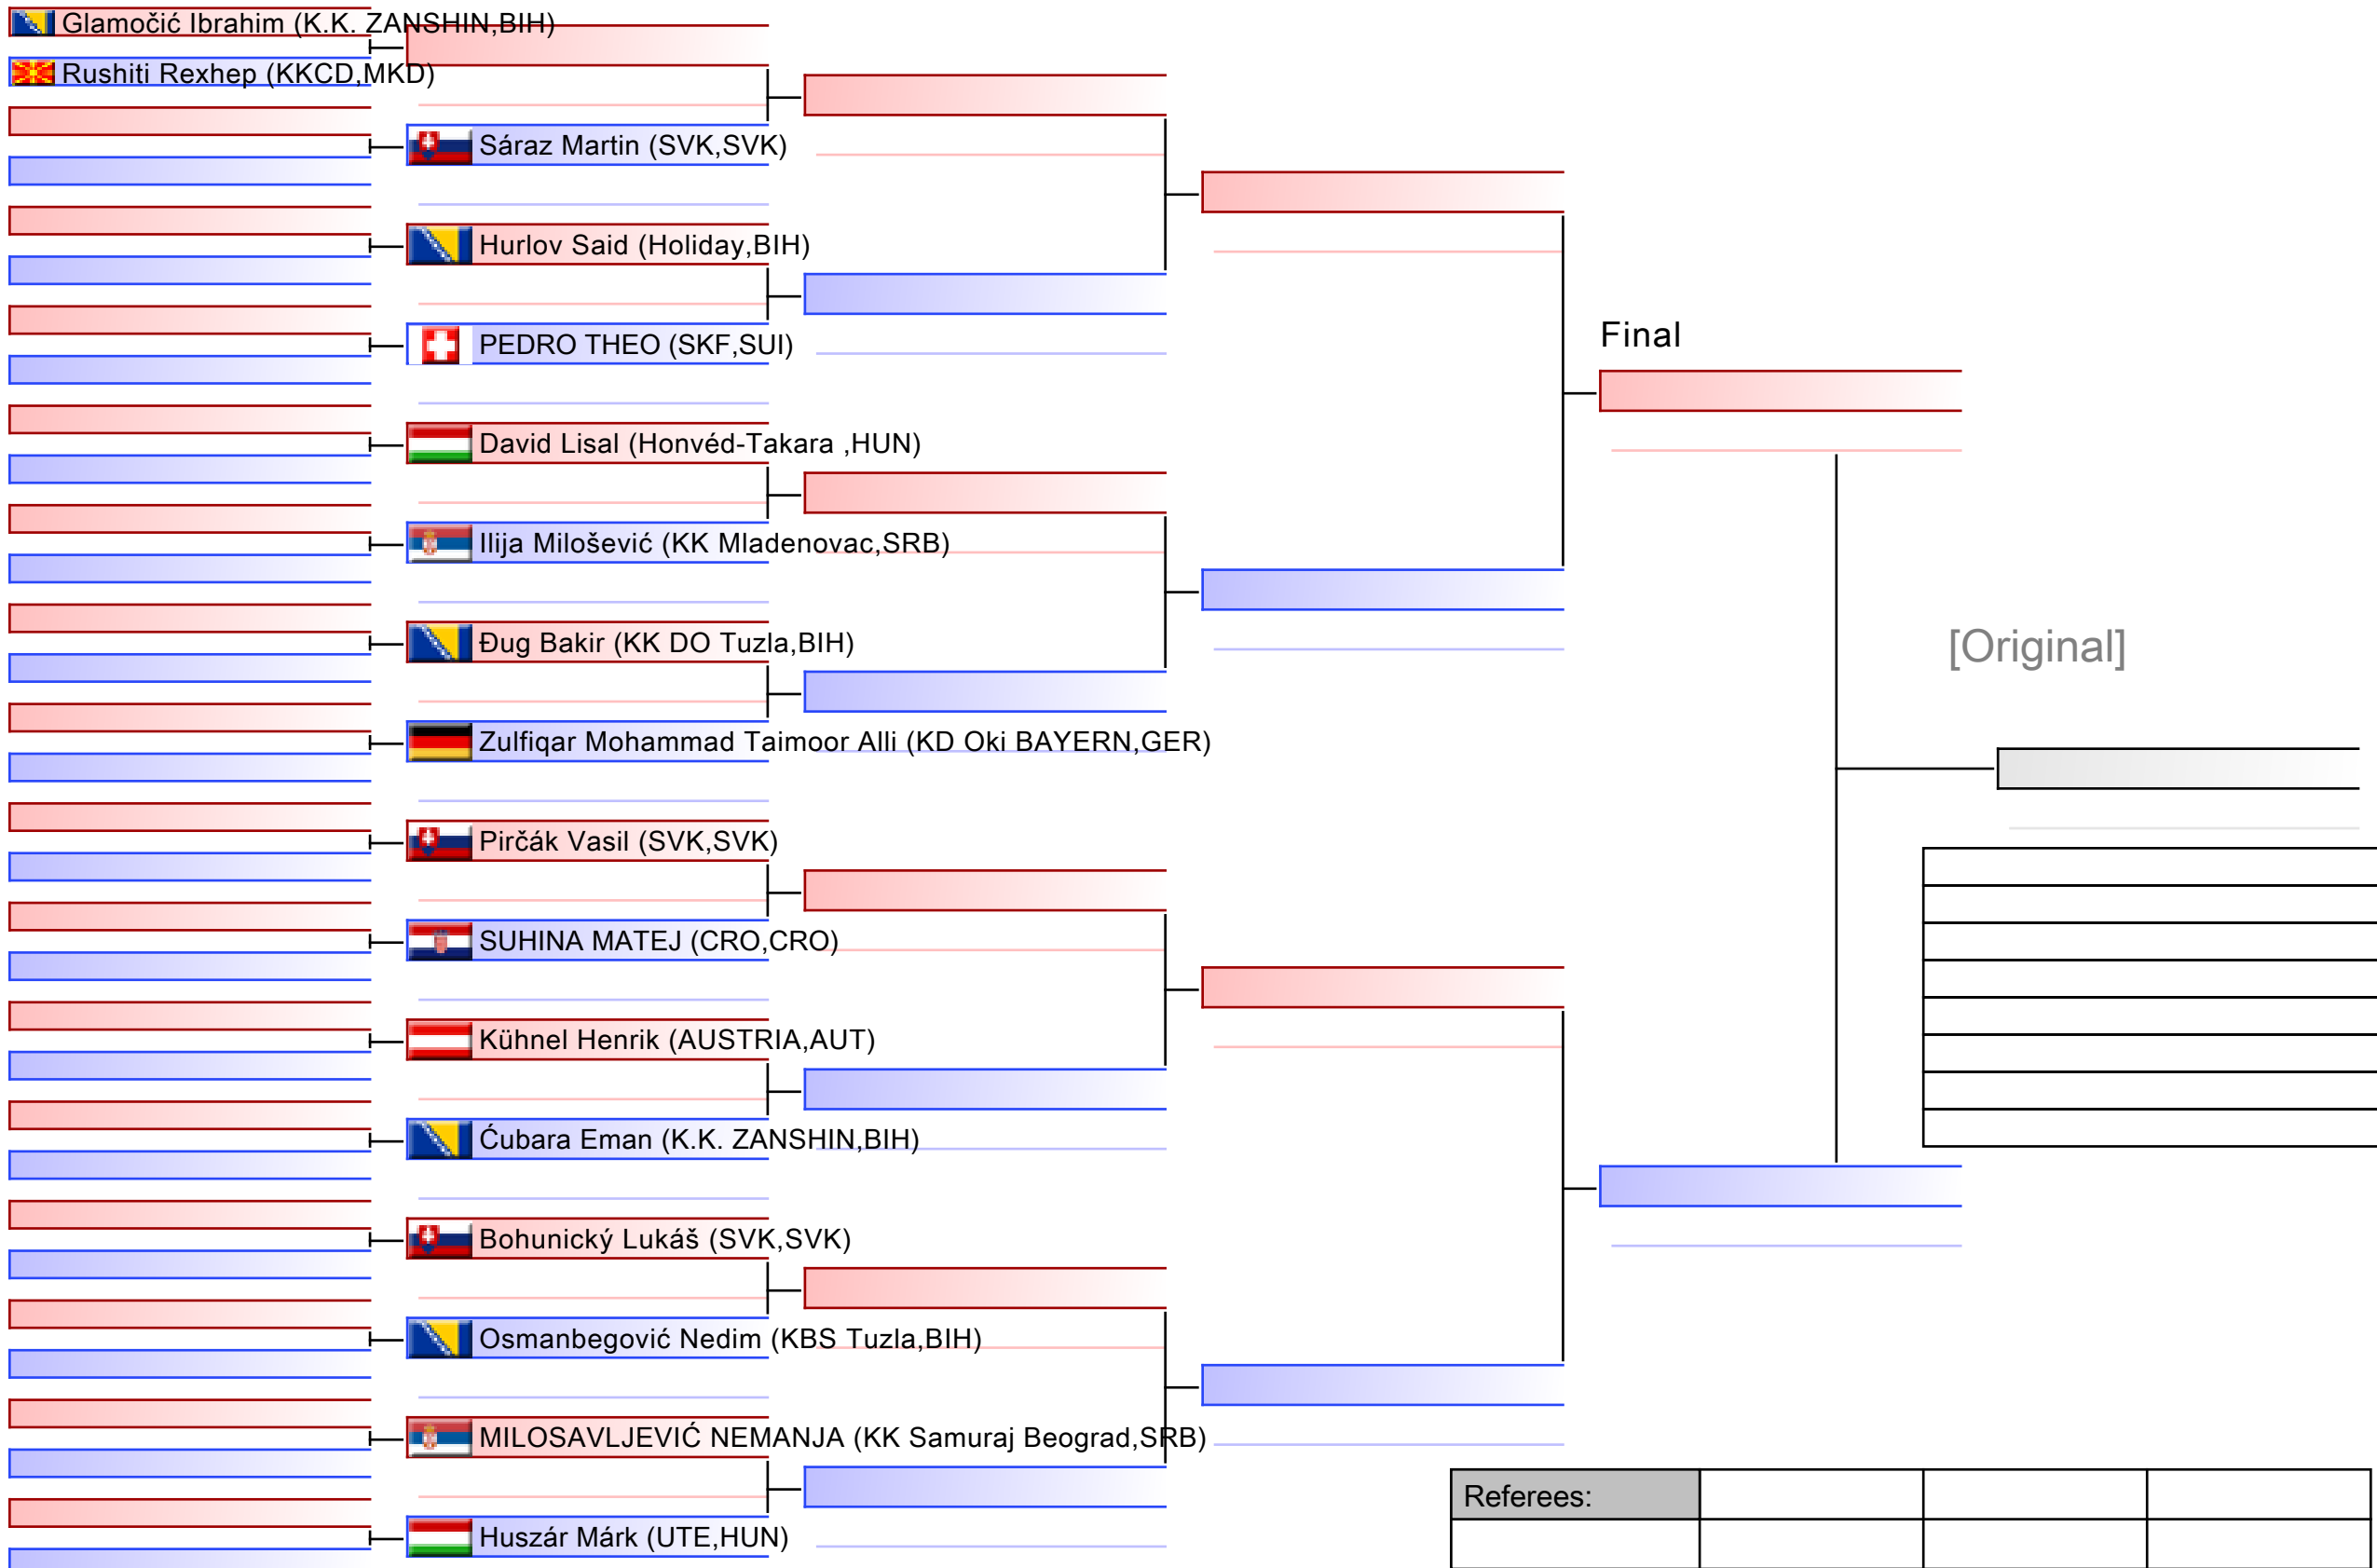 Glamočić Ibrahim (K.K. ZANSHIN,BIH)
Rushiti Rexhep (KKCD,MKD)
Sáraz Martin (SVK,SVK)
Hurlov Said (Holiday,BIH)
PEDRO THEO (SKF,SUI)
David Lisal (Honvéd-Takara ,HUN)
Ilija Milošević (KK Mladenovac,SRB)
Đug Bakir (KK DO Tuzla,BIH)
Zulfiqar Mohammad Taimoor Alli (KD Oki BAYERN,GER)
Pirčák Vasil (SVK,SVK)
SUHINA MATEJ (CRO,CRO)
Kühnel Henrik (AUSTRIA,AUT)
Ćubara Eman (K.K. ZANSHIN,BIH)
Bohunický Lukáš (SVK,SVK)
Osmanbegović Nedim (KBS Tuzla,BIH)
MILOSAVLJEVIĆ NEMANJA (KK Samuraj Beograd,SRB)
Huszár Márk (UTE,HUN)
Final
[Original]
Referees: